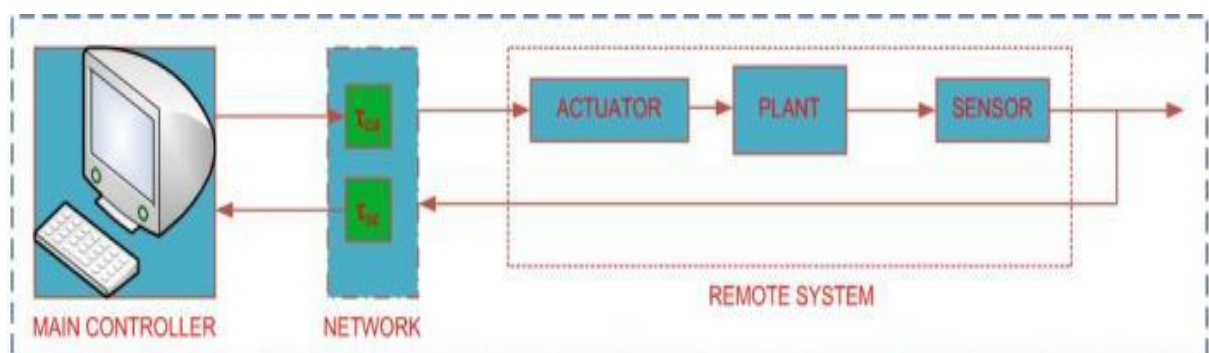 τca
ACTUATOR
PLANT
SENSOR
τsc
REMOTE SYSTEM
MAIN CONTROLLER
NETWORK